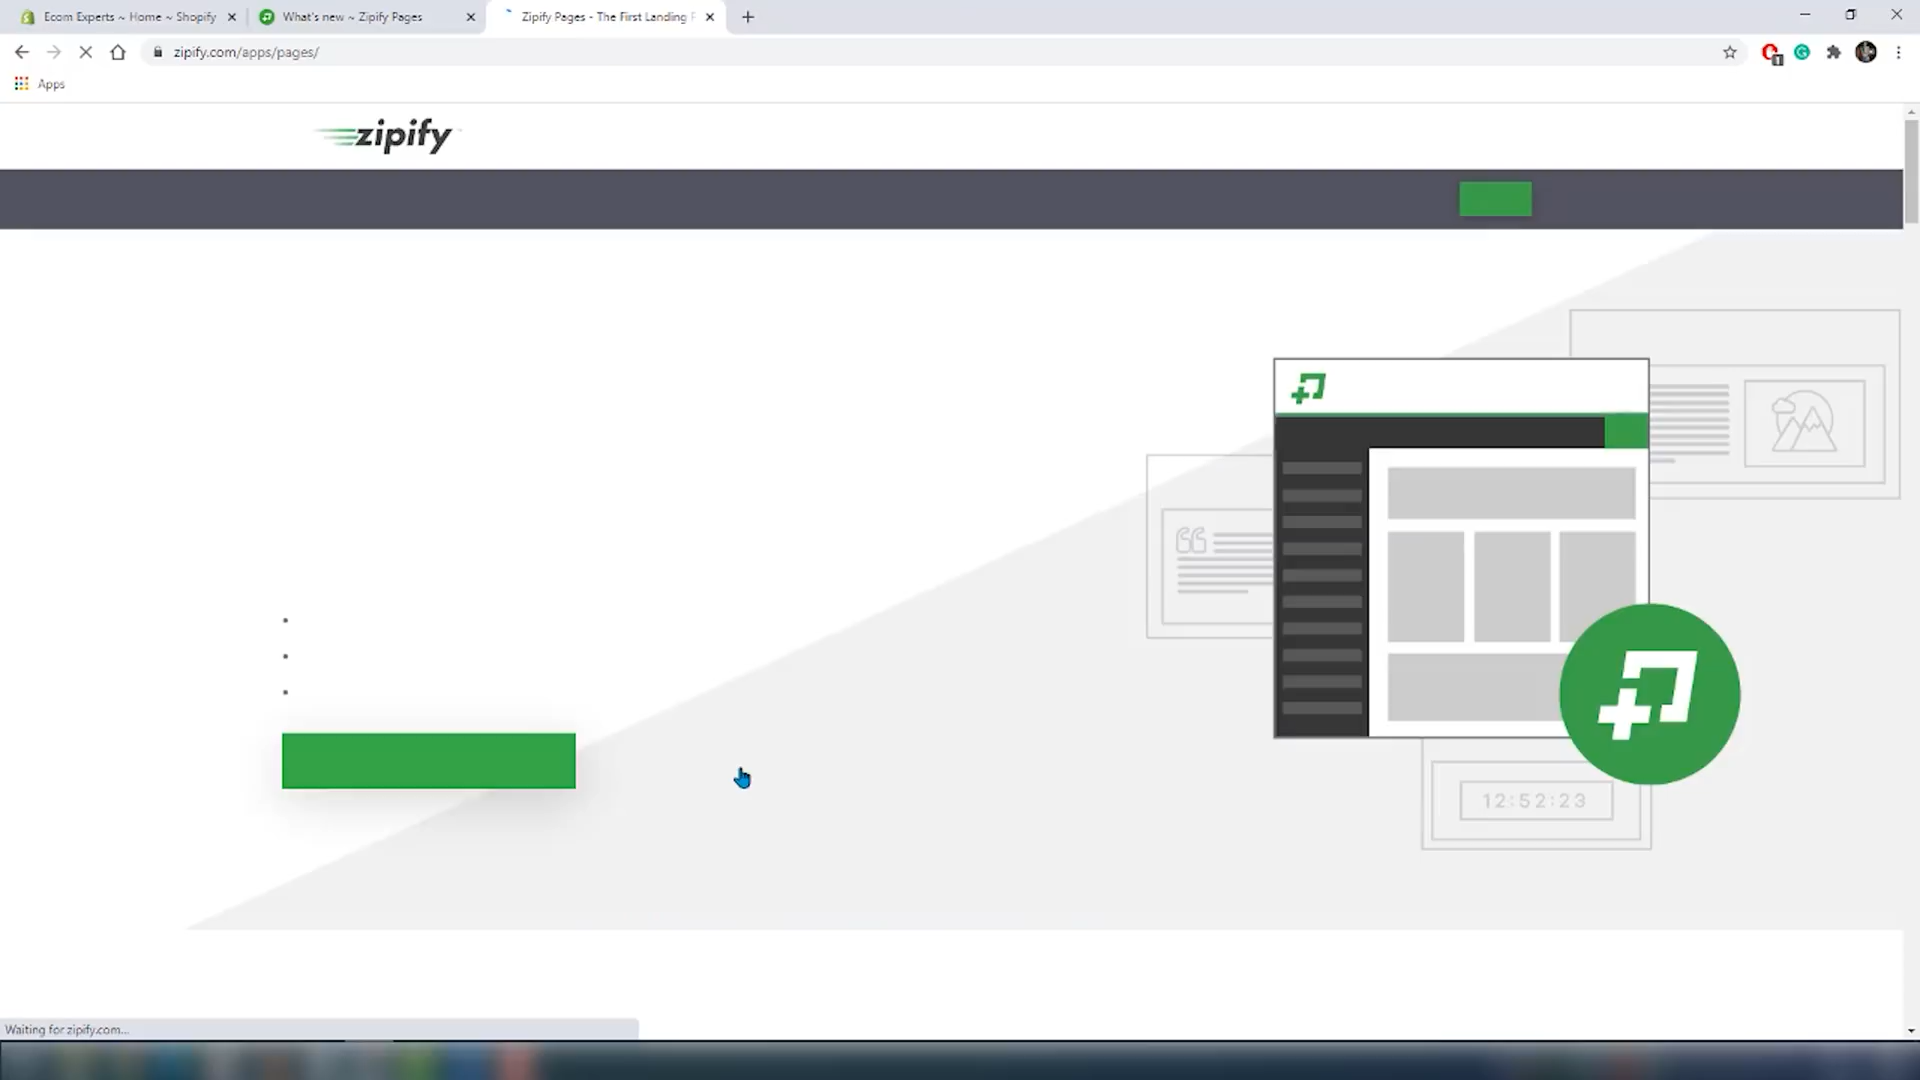 Ecom Experts ~ Home ~ Shopify
What's new ~ Zipify Pages
Zipify Pages - The First Landing
zipify.com/apps/pages/
1
Apps
zipify
12:52:23
Waiting for zipify.com...